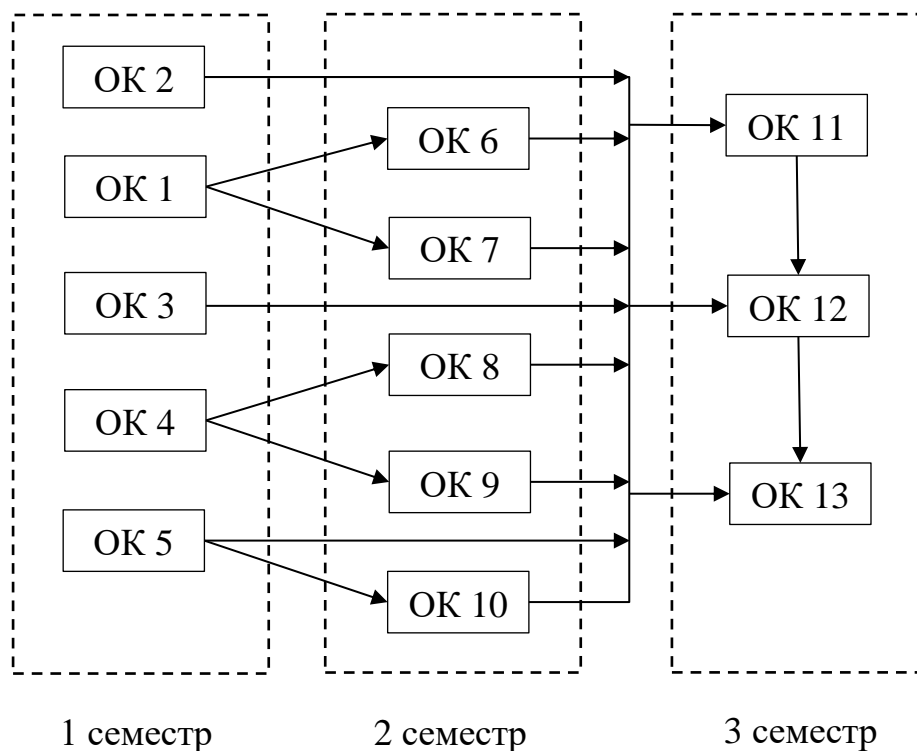 ОК 2
ОК 1
ОК 3
ОК 4
ОК 5
ОК 6
ОК 7
ОК 8
ОК 9
ОК 10
ОК 11
ОК 12
ОК 13
1 семестр
2 семестр
3 семестр